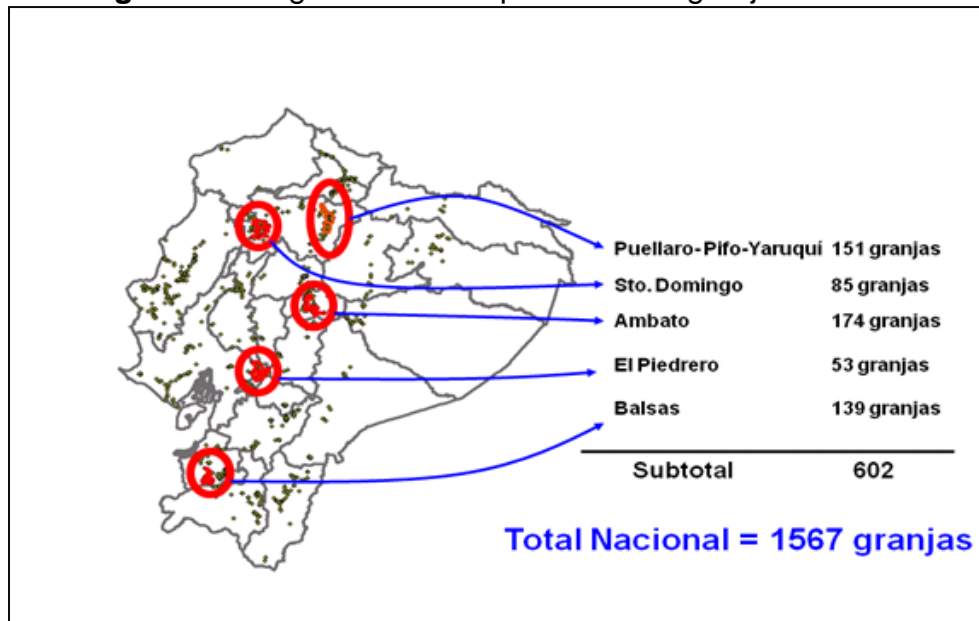 Puellaro-Pifo-Yaruquí 151 granjas
Sto. Domingo 85 granjas
Ambato 174 granjas
El Piedrero 53 granjas
Balsas 139 granjas
Subtotal 602
Total Nacional = 1567 granjas